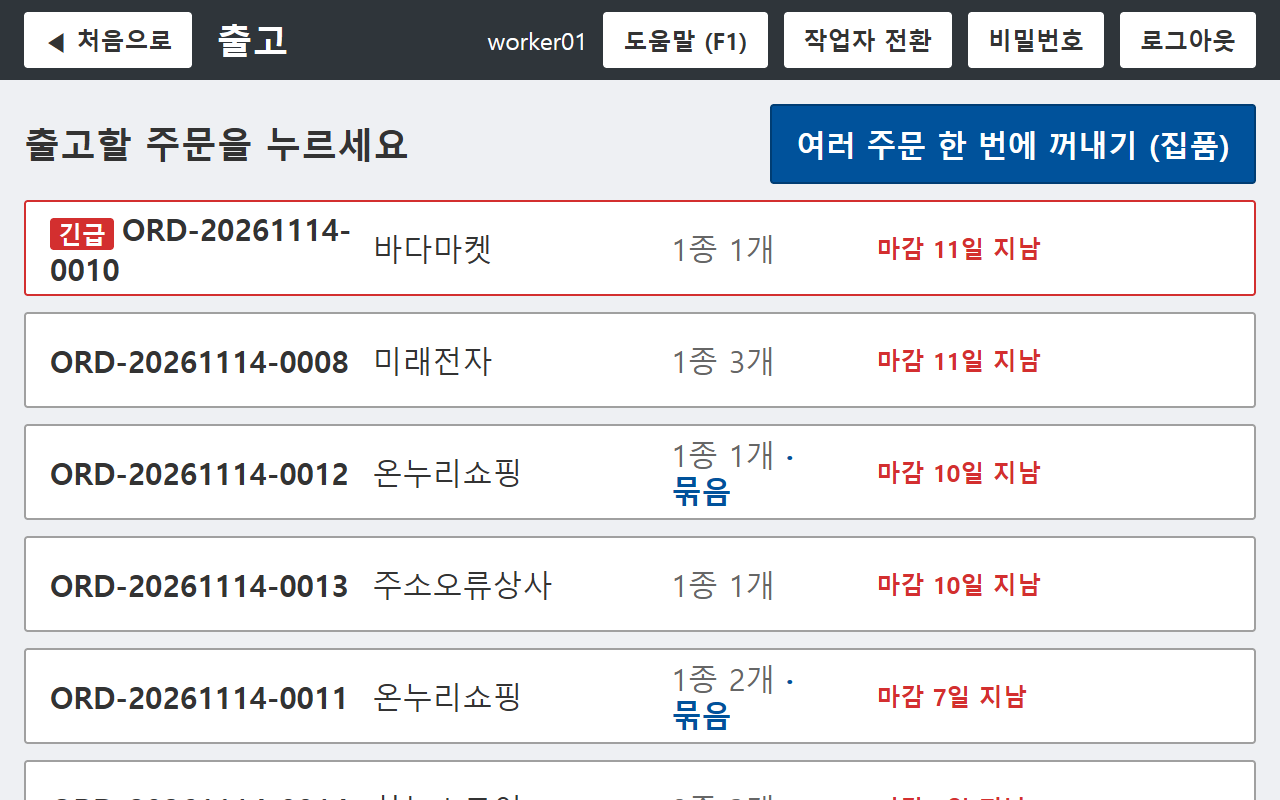 ◀ 처음으로
출고
worker01
도움말 (F1)
작업자 전환
비밀번호
로그아웃
출고할 주문을 누르세요
여러 주문 한 번에 꺼내기 (집품)
긴급 ORD-20261114-
0010
바다마켓
1종 1개
마감 11일 지남
ORD-20261114-0008
미래전자
1종 3개
마감 11일 지남
ORD-20261114-0012
온누리쇼핑
1종 1개 ·
묶음
마감 10일 지남
ORD-20261114-0013
주소오류상사
1종 1개
마감 10일 지남
ORD-20261114-0011
온누리쇼핑
1종 2개 ·
묶음
마감 7일 지남